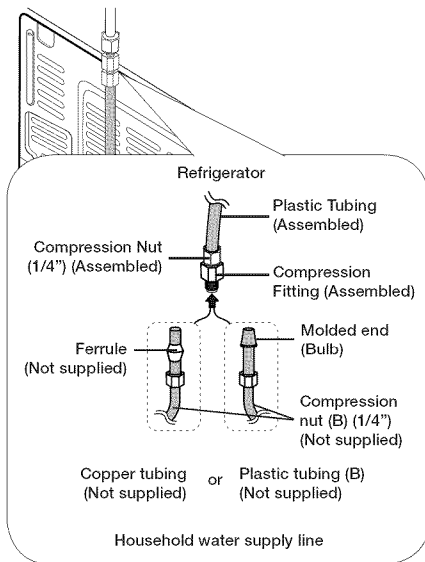 Refrigerator
Plastic Tubing
(Assembled)
Compression Nut
(1/4”) (Assembled)
Compression
Fitting (Assembled)
Ferrule
(Not supplied)
Molded end
(Bulb)
Compression
nut (B) (1/4”)
(Not supplied)
Copper tubing
(Not supplied)
or
Plastic tubing (B)
(Not supplied)
Household water supply line